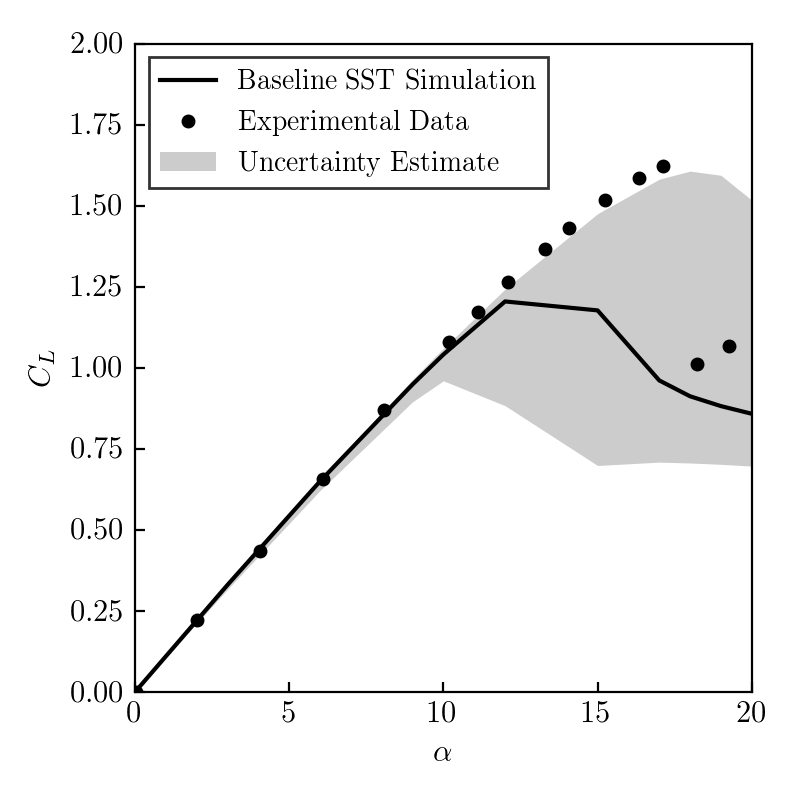 2.00
Baseline SST Simulation
1.75
Experimental Data
Uncertainty Estimate
1.50
1.25
1.00
C_L
0.75
0.50
0.25
0.00
0 5 10 15 20
α